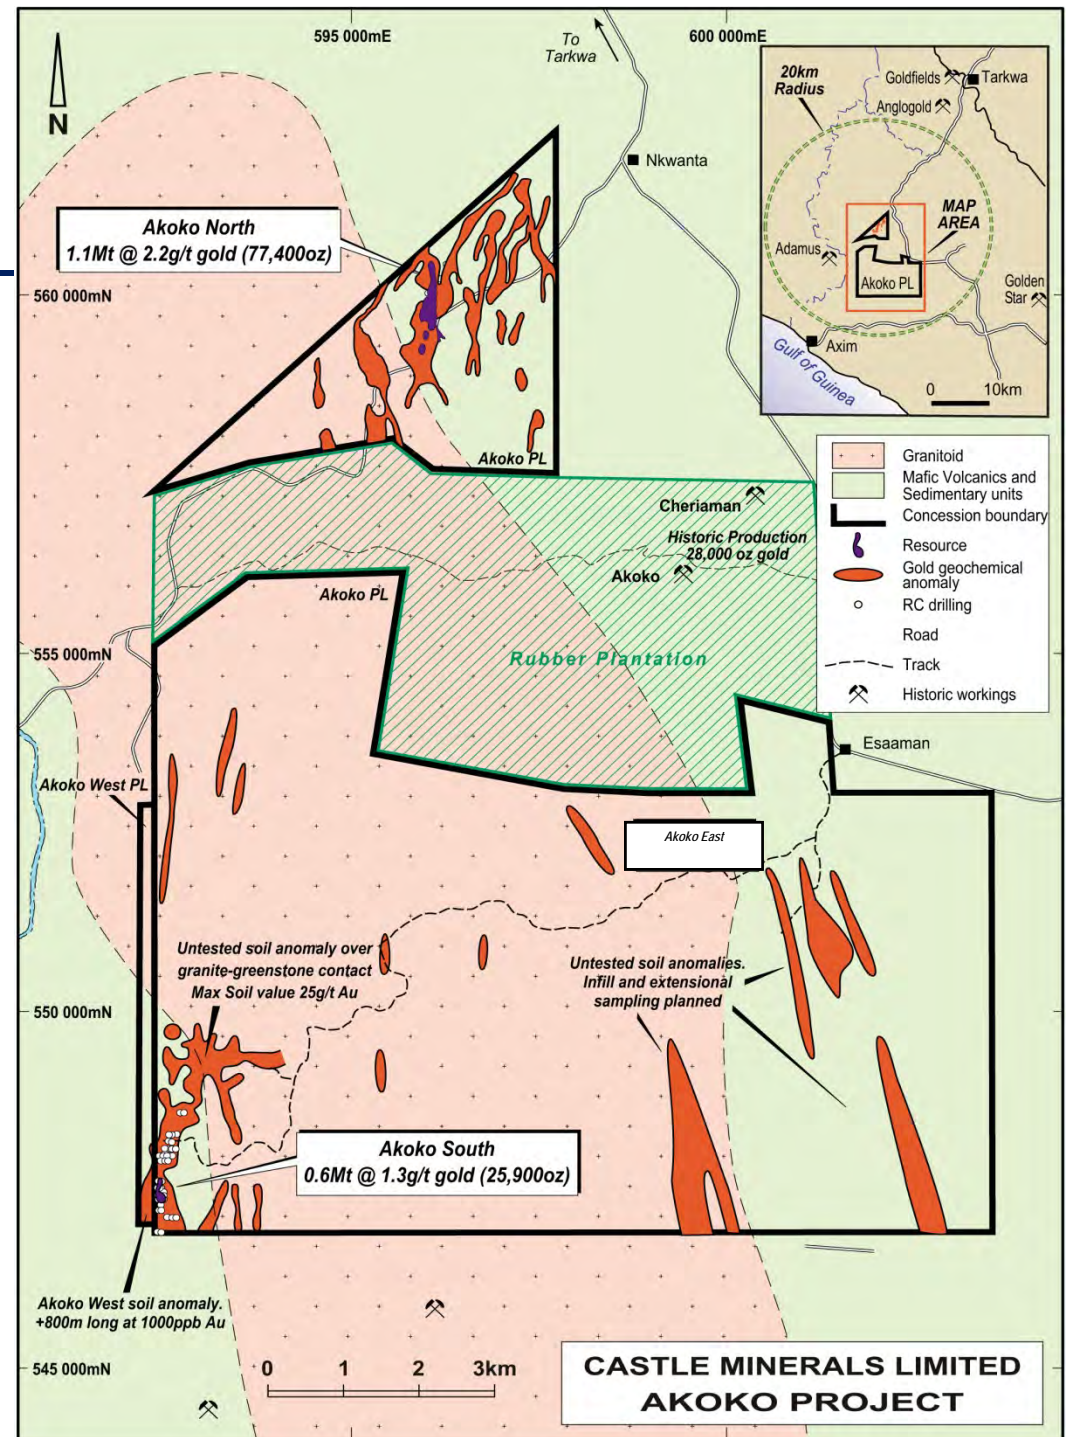 595 000mE
600 000mE
To
Tarkwa
N
20km
Radius
Goldfields
Tarkwa
Anglogold
MAP
AREA
Adamus
Akoko PL
Golden
Star
Axim
Gulf of Guinea
0 10km
Nkwanta
Akoko North
1.1Mt @ 2.2g/t gold (77,400oz)
560 000mN
Akoko PL
Granitoid
Mafic Volcanics and
Sedimentary units
Concession boundary
Resource
Gold geochemical
anomaly
RC drilling
Road
Track
Historic workings
Cheriaman
Historic Production
28,000 oz gold
Akoko
Akoko PL
555 000mN
Rubber Plantation
Esaaman
Akoko West PL
Akoko East
Untested soil anomaly over
granite-greenstone contact
Max Soil value 25g/t Au
Untested soil anomalies.
Infill and extensional
sampling planned
550 000mN
Akoko South
0.6Mt @ 1.3g/t gold (25,900oz)
Akoko West soil anomaly.
+800m long at 1000ppb Au
545 000mN
0 1 2 3km
CASTLE MINERALS LIMITED
AKOKO PROJECT